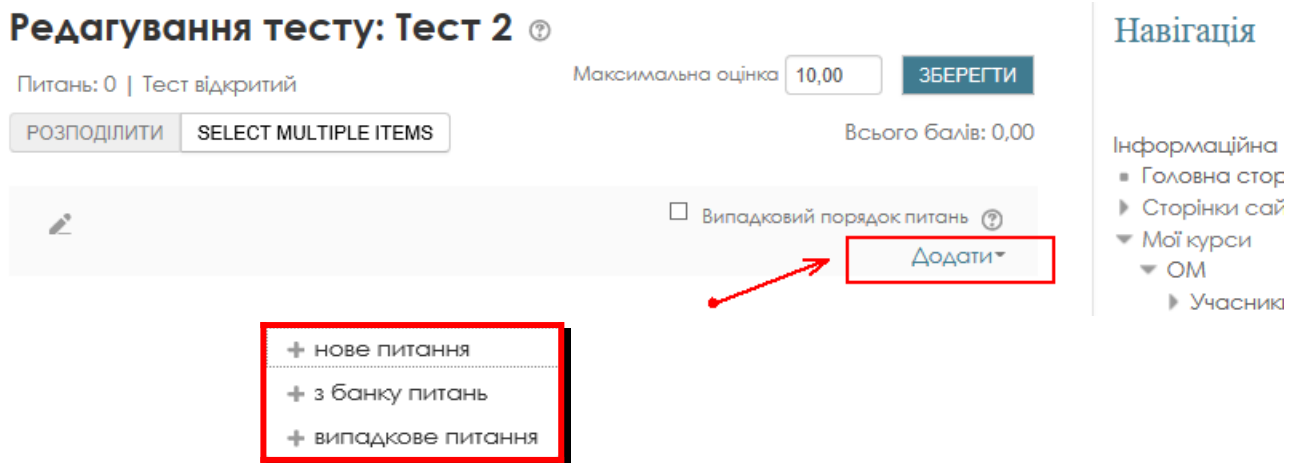 Редагування тесту: Тест 2
Питань: 0 | Тест відкритий
Максимальна оцінка 10,00 ЗБЕРЕГТИ
РОЗПОДІЛИТИ SELECT MULTIPLE ITEMS
Всього балів: 0,00
Випадковий порядок питань
Додати
+ нове питання
+ з банку питань
+ випадкове питання
Навігація
Інформаційна
Головна стор
Сторінки сай
Мої курси
ОМ
Учасник